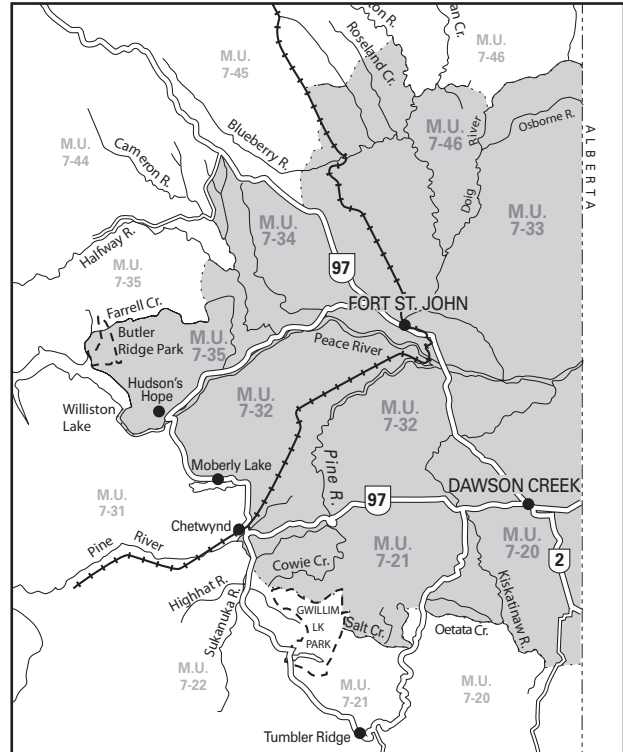 TON R.
AN Cr.
M.U.
7-45
Roseland Cr.
M.U.
7-46
Blueberry R.
M.U.
7-46
River
Osborne R.
ALBERTA
M.U.
7-44
Cameron R.
Doig
M.U.
7-33
M.U.
7-34
Halfway R.
M.U.
7-35
97
FORT ST. JOHN
Farrell Cr.
Butler
Ridge Park
M.U.
7-35
Peace River
Hudson's
Hope
M.U.
7-32
M.U.
7-32
Williston
Lake
Moberly Lake
Pine R.
DAWSON CREEK
M.U.
7-31
97
Chetwynd
Pine River
M.U.
7-21
M.U.
7-20
2
Cowie Cr.
Highhat R.
Sukanuka R.
GWILLIM
LK
PARK
Salt Cr.
Oetata Cr.
Kiskatinaw R.
M.U.
7-22
M.U.
7-21
M.U.
7-20
Tumbler Ridge